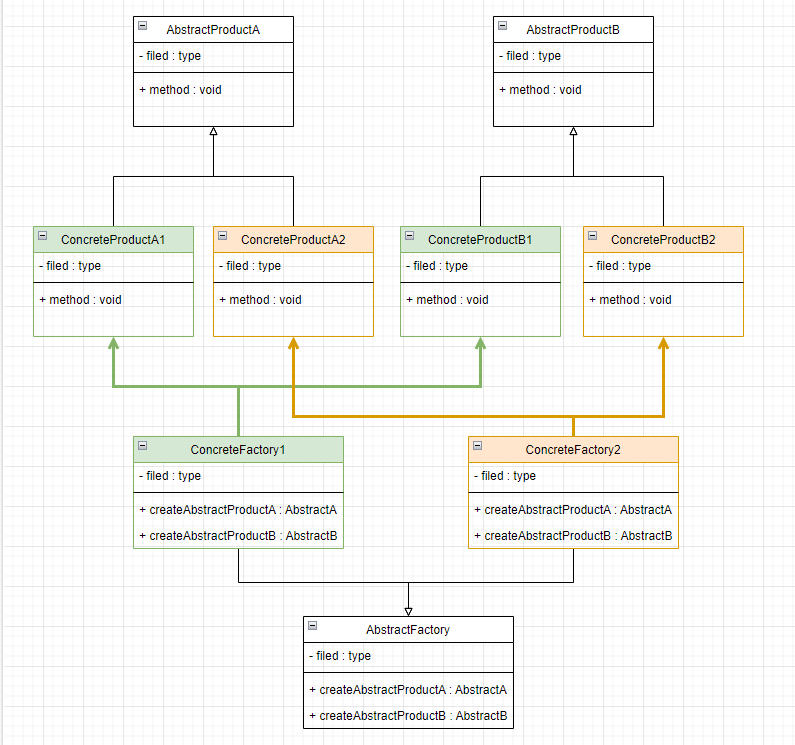 AbstractProductA
- filed : type
+ method : void
AbstractProductB
- filed : type
+ method : void
ConcreteProductA1
- filed : type
+ method : void
ConcreteProductA2
- filed : type
+ method : void
ConcreteProductB1
- filed : type
+ method : void
ConcreteProductB2
- filed : type
+ method : void
ConcreteFactory1
- filed : type
+ createAbstractProductA : AbstractA
+ createAbstractProductB : AbstractB
ConcreteFactory2
- filed : type
+ createAbstractProductA : AbstractA
+ createAbstractProductB : AbstractB
AbstractFactory
- filed : type
+ createAbstractProductA : AbstractA
+ createAbstractProductB : AbstractB